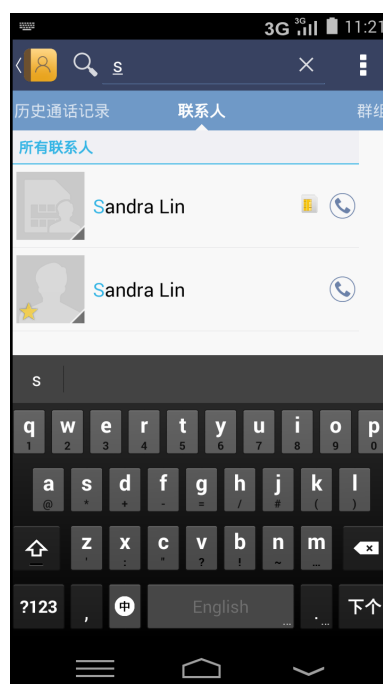 3G 3G 11:21
s
历史通话记录 联系人 群组
所有联系人
Sandra Lin
Sandra Lin
s
q w e r t y u i o p
1 2 3 4 5 6 7 8 9 0
a s d f g h j k l
@ * + - = / # ( )
z x c v b n m
' : " ? ! ~ ...
?123 , 中 English ... . ... 下个